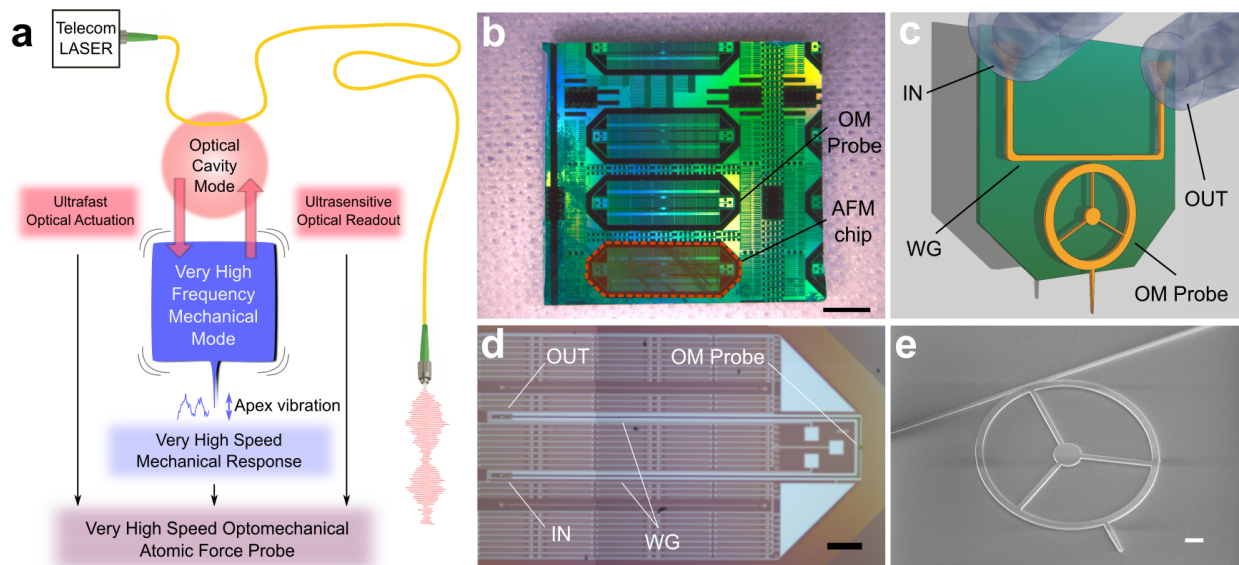 a
Telecom
LASER
Optical
Cavity
Mode
Ultrafast
Optical Actuation
Ultrasensitive
Optical Readout
Very High
Frequency
Mechanical
Mode
Apex vibration
Very High Speed
Mechanical Response
Very High Speed Optomechanical
Atomic Force Probe
b
OM
Probe
AFM
chip
c
IN
OUT
WG
OM Probe
d
OUT
OM Probe
IN
WG
e